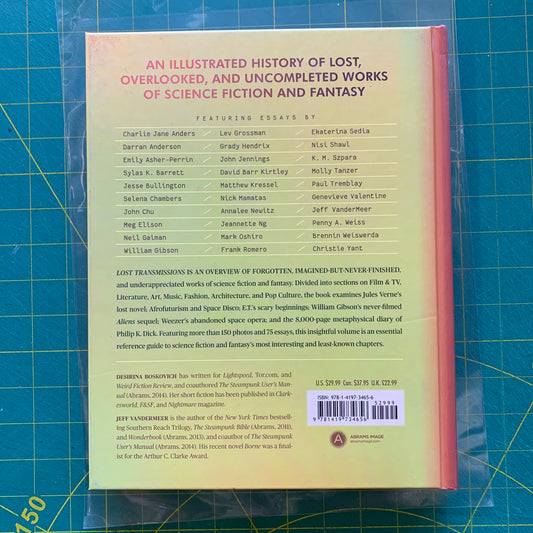 AN ILLUSTRATED HISTORY OF LOST,
OVERLOOKED, AND UNCOMPLETED WORKS
OF SCIENCE FICTION AND FANTASY
FEATURING ESSAYS BY
Charlie Jane Anders / Lev Grossman / Ekaterina Sedia
Darran Anderson / Grady Hendrix / Nisi Shawl
Emily Asher-Perrin / John Jennings / K. M. Szpara
Sylas K. Barrett / David Barr Kirtley / Molly Tanzer
Jesse Bullington / Matthew Kressel / Paul Tremblay
Selena Chambers / Nick Mamatas / Genevieve Valentine
John Chu / Annalee Newitz / Jeff VanderMeer
Meg Elison / Jeannette Ng / Penny A. Weiss
Neil Gaiman / Mark Oshiro / Brennin Weiswerda
William Gibson / Frank Romero / Christie Yant
LOST TRANSMISSIONS IS AN OVERVIEW OF FORGOTTEN, IMAGINED-BUT-NEVER-FINISHED,
and underappreciated works of science fiction and fantasy. Divided into sections on Film & TV,
Literature, Art, Music, Fashion, Architecture, and Pop Culture, the book examines Jules Verne's
lost novel; Afrofuturism and Space Disco; E.T.'s scary beginnings; William Gibson's never-filmed
Aliens sequel; Weezer's abandoned space opera; and the 8,000-page metaphysical diary of
Philip K. Dick. Featuring more than 150 photos and 75 essays, this insightful volume is an essential
reference guide to science fiction and fantasy's most interesting and least-known chapters.
DESIRINA BOSKOVICH has written for Lightspeed, Tor.com, and
Weird Fiction Review, and coauthored The Steampunk User's Man-
ual (Abrams, 2014). Her short fiction has been published in Clark-
esworld, F&SF, and Nightmare magazine.
JEFF VANDERMEER is the author of the New York Times bestsell-
ing Southern Reach Trilogy, The Steampunk Bible (Abrams, 2011),
and Wonderbook (Abrams, 2013), and coauthor of The Steampunk
User's Manual (Abrams, 2014). His recent novel Borne was a final-
ist for the Arthur C. Clarke Award.
U.S. $29.99 Can. $37.95 U.K. £22.99
ISBN: 978-1-4197-3465-6
52999
9 781419 734656
A
ABRAMS IMAGE
abramsimage.com
150